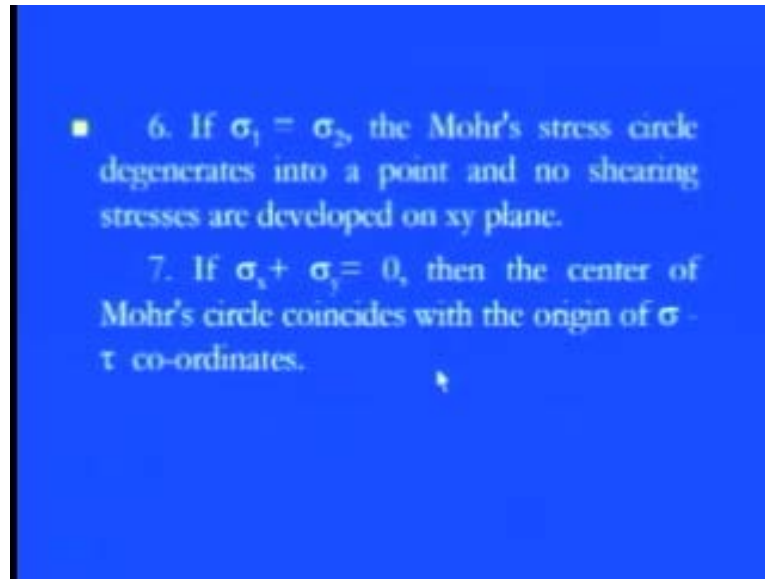 6. If σ₁ = σ₂, the Mohr's stress circle
degenerates into a point and no shearing
stresses are developed on xy plane.
7. If σₓ+ σᵧ= 0, then the center of
Mohr's circle coincides with the origin of σ -
τ co-ordinates.